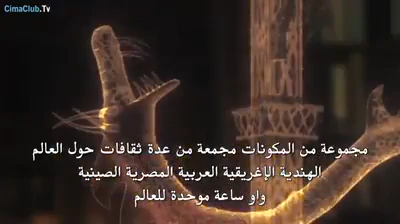 CimaClub.Tv
مجموعة من المكونات مجمعة من عدة ثقافات حول العالم
الهندية الإغريقية العربية المصرية الصينية
واو ساعة موحدة للعالم